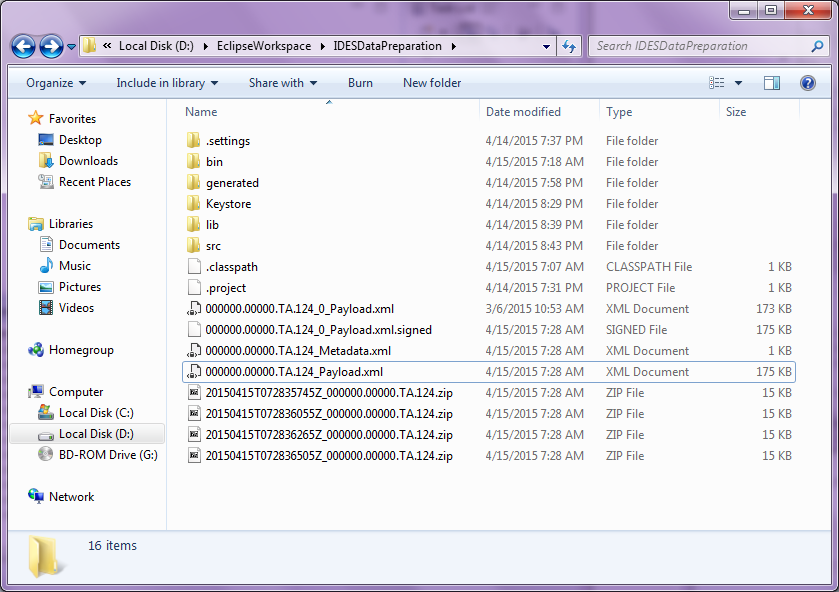 « Local Disk (D:) EclipseWorkspace IDESDataPreparation Search IDESDataPreparation
Organize Include in library Share with Burn New folder
Favorites
Desktop
Downloads
Recent Places
Libraries
Documents
Music
Pictures
Videos
Homegroup
Computer
Local Disk (C:)
Local Disk (D:)
BD-ROM Drive (G:)
Network
Name Date modified Type Size
.settings 4/14/2015 7:37 PM File folder
bin 4/15/2015 7:18 AM File folder
generated 4/14/2015 7:58 PM File folder
Keystore 4/14/2015 8:29 PM File folder
lib 4/14/2015 8:39 PM File folder
src 4/14/2015 8:43 PM File folder
.classpath 4/15/2015 7:07 AM CLASSPATH File 1 KB
.project 4/14/2015 7:31 PM PROJECT File 1 KB
000000.00000.TA.124_0_Payload.xml 3/6/2015 10:53 AM XML Document 173 KB
000000.00000.TA.124_0_Payload.xml.signed 4/15/2015 7:28 AM SIGNED File 175 KB
000000.00000.TA.124_Metadata.xml 4/15/2015 7:28 AM XML Document 1 KB
000000.00000.TA.124_Payload.xml 4/15/2015 7:28 AM XML Document 175 KB
20150415T072835745Z_000000.00000.TA.124.zip 4/15/2015 7:28 AM ZIP File 15 KB
20150415T072836055Z_000000.00000.TA.124.zip 4/15/2015 7:28 AM ZIP File 15 KB
20150415T072836265Z_000000.00000.TA.124.zip 4/15/2015 7:28 AM ZIP File 15 KB
20150415T072836505Z_000000.00000.TA.124.zip 4/15/2015 7:28 AM ZIP File 15 KB
16 items